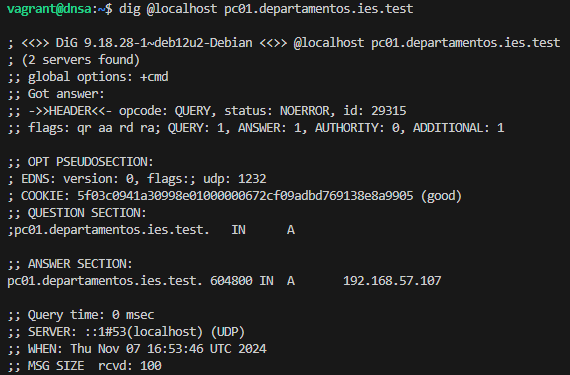 vagrant@dnsa:~$ dig @localhost pc01.departamentos.ies.test

; <<>> DiG 9.18.28-1~deb12u2-Debian <<>> @localhost pc01.departamentos.ies.test
; (2 servers found)
;; global options: +cmd
;; Got answer:
;; ->>HEADER<<- opcode: QUERY, status: NOERROR, id: 29315
;; flags: qr aa rd ra; QUERY: 1, ANSWER: 1, AUTHORITY: 0, ADDITIONAL: 1

;; OPT PSEUDOSECTION:
; EDNS: version: 0, flags:; udp: 1232
; COOKIE: 5f03c0941a30998e01000000672cf09adbd769138e8a9905 (good)
;; QUESTION SECTION:
;pc01.departamentos.ies.test.   IN      A

;; ANSWER SECTION:
pc01.departamentos.ies.test. 604800 IN  A       192.168.57.107

;; Query time: 0 msec
;; SERVER: ::1#53(localhost) (UDP)
;; WHEN: Thu Nov 07 16:53:46 UTC 2024
;; MSG SIZE  rcvd: 100